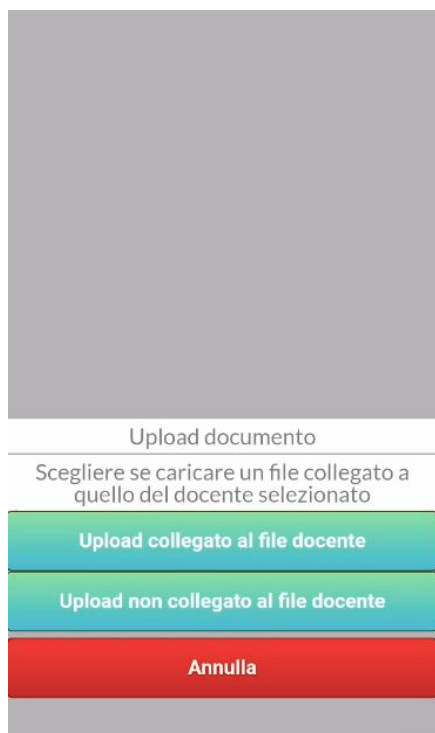 Upload documento
Scegliere se caricare un file collegato a
quello del docente selezionato
Upload collegato al file docente
Upload non collegato al file docente
Annulla